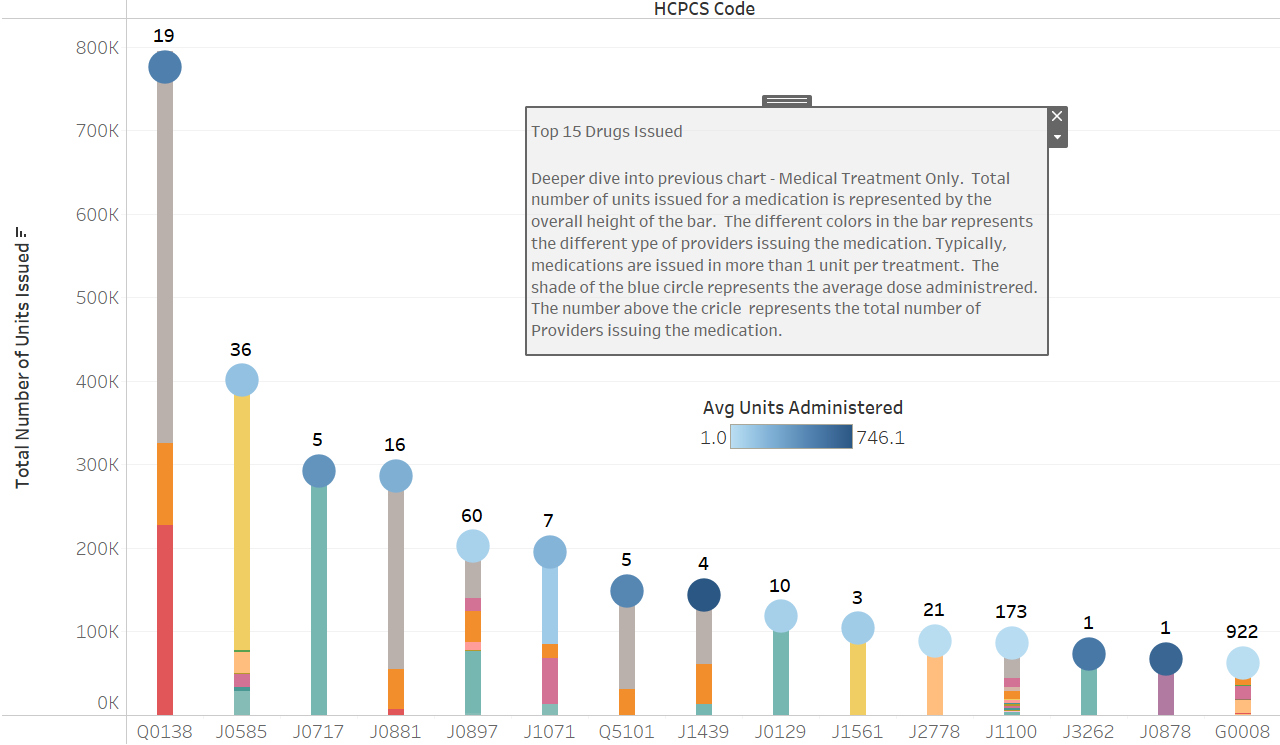 HCPCS Code
Total Number of Units Issued
800K
700K
600K
500K
400K
300K
200K
100K
0K
19
36
5
16
60
7
5
4
10
3
21
173
1
1
922
Top 15 Drugs Issued
Deeper dive into previous chart - Medical Treatment Only.  Total
number of units issued for a medication is represented by the
overall height of the bar.  The different colors in the bar represents
the different ype of providers issuing the medication. Typically,
medications are issued in more than 1 unit per treatment.  The
shade of the blue circle represents the average dose administrered.
The number above the cricle  represents the total number of
Providers issuing the medication.
Avg Units Administered
1.0 746.1
Q0138 J0585 J0717 J0881 J0897 J1071 Q5101 J1439 J0129 J1561 J2778 J1100 J3262 J0878 G0008